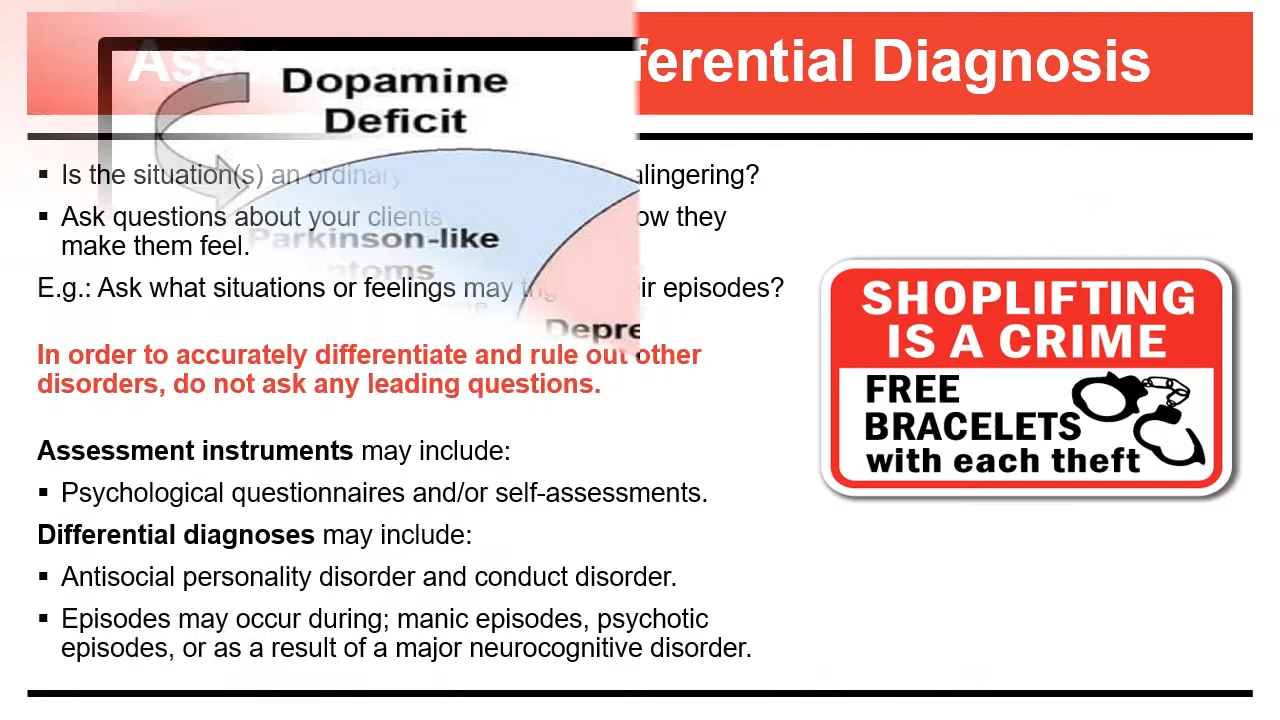 Ass ferential Diagnosis
Dopamine
Deficit
▪ Is the situation(s) an ordinary alingering?
▪ Ask questions about your clients ow they
make them feel.
Parkinson-like
ptoms
E.g.: Ask what situations or feelings may eir episodes?
Depre
In order to accurately differentiate and rule out other
disorders, do not ask any leading questions.
Assessment instruments may include:
▪ Psychological questionnaires and/or self-assessments.
Differential diagnoses may include:
▪ Antisocial personality disorder and conduct disorder.
▪ Episodes may occur during; manic episodes, psychotic
episodes, or as a result of a major neurocognitive disorder.
SHOPLIFTING
IS A CRIME
FREE
BRACELETS
with each theft